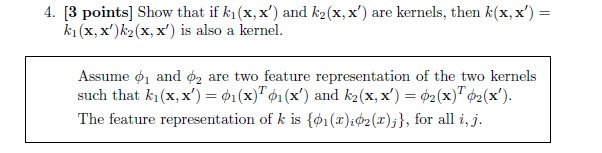 4. [3 points] Show that if k₁(x, x′) and k₂(x, x′) are kernels, then k(x, x′) =
k₁(x, x′)k₂(x, x′) is also a kernel.
Assume ϕ₁ and ϕ₂ are two feature representation of the two kernels
such that k₁(x, x′) = ϕ₁(x)ᵀϕ₁(x′) and k₂(x, x′) = ϕ₂(x)ᵀϕ₂(x′).
The feature representation of k is {ϕ₁(x)ᵢϕ₂(x)ⱼ}, for all i, j.